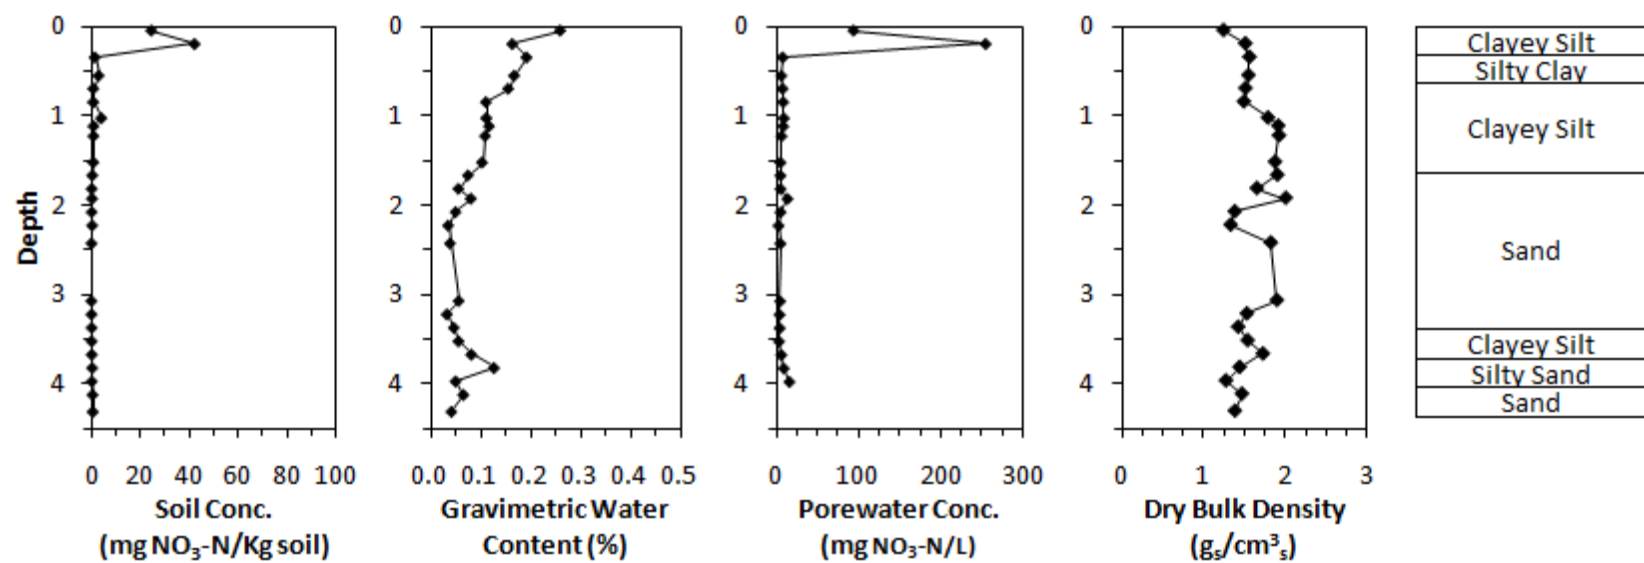 Depth
0
1
2
3
4
0 20 40 60 80 100
Soil Conc.
(mg NO₃-N/Kg soil)
0.0 0.1 0.2 0.3 0.4 0.5
Gravimetric Water
Content (%)
0
1
2
3
4
0 100 200 300
Porewater Conc.
(mg NO₃-N/L)
0
1
2
3
4
0 1 2 3
Dry Bulk Density
(gₛ/cm³ₛ)
0
1
2
3
4
Clayey Silt
Silty Clay
Clayey Silt
Sand
Clayey Silt
Silty Sand
Sand